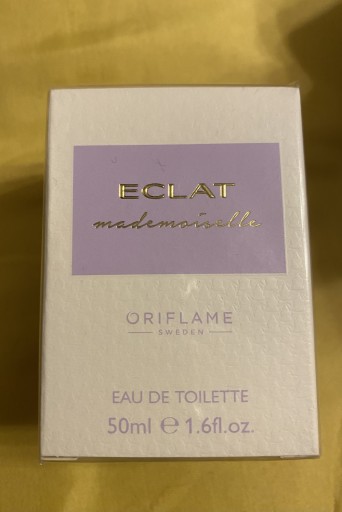 ECLAT
mademoiselle
ORIFLAME
SWEDEN
EAU DE TOILETTE
50ml ℮ 1.6fl.oz.